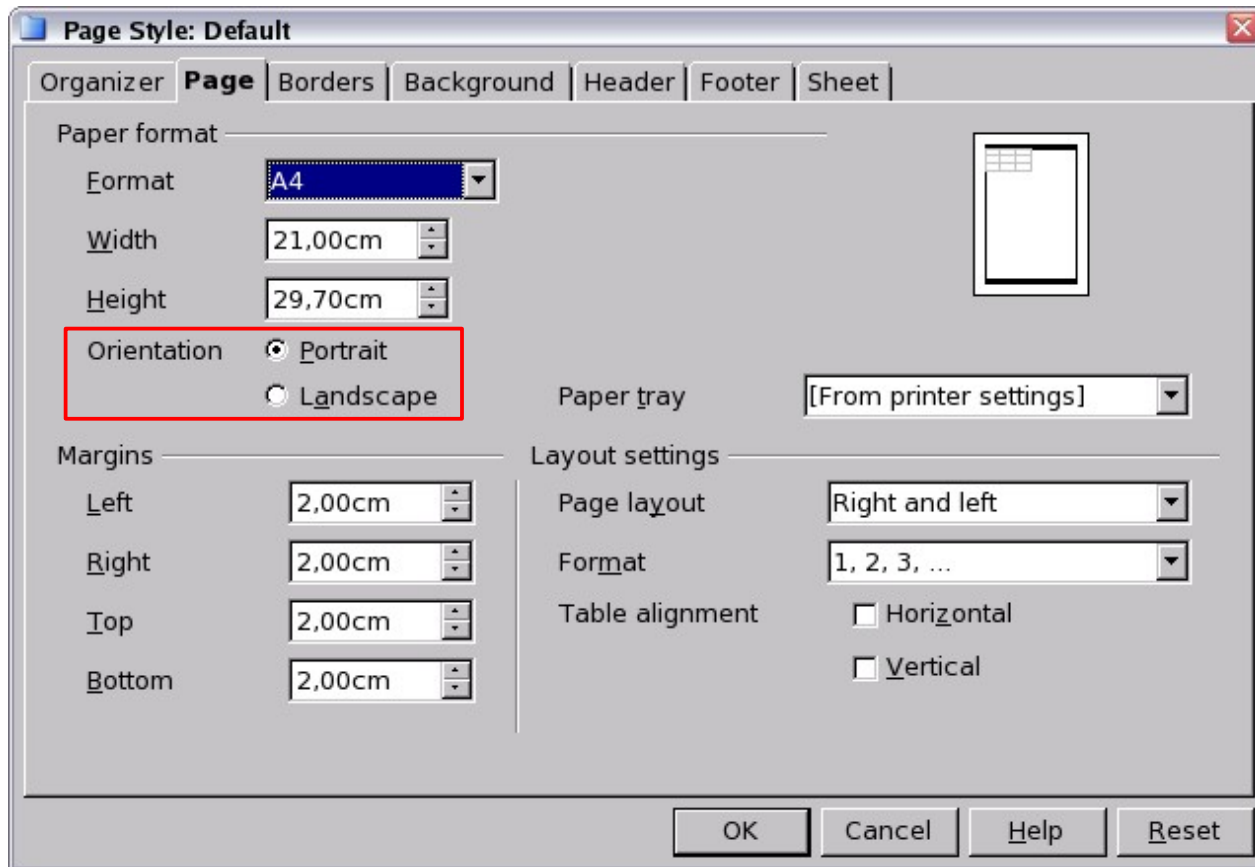 Page Style: Default
Organizer Page Borders Background Header Footer Sheet
Paper format
Format A4
Width 21,00cm
Height 29,70cm
Orientation Portrait
Landscape Paper tray [From printer settings]
Margins Layout settings
Left 2,00cm Page layout Right and left
Right 2,00cm Format 1, 2, 3, ...
Top 2,00cm Table alignment Horizontal
Bottom 2,00cm Vertical
OK Cancel Help Reset